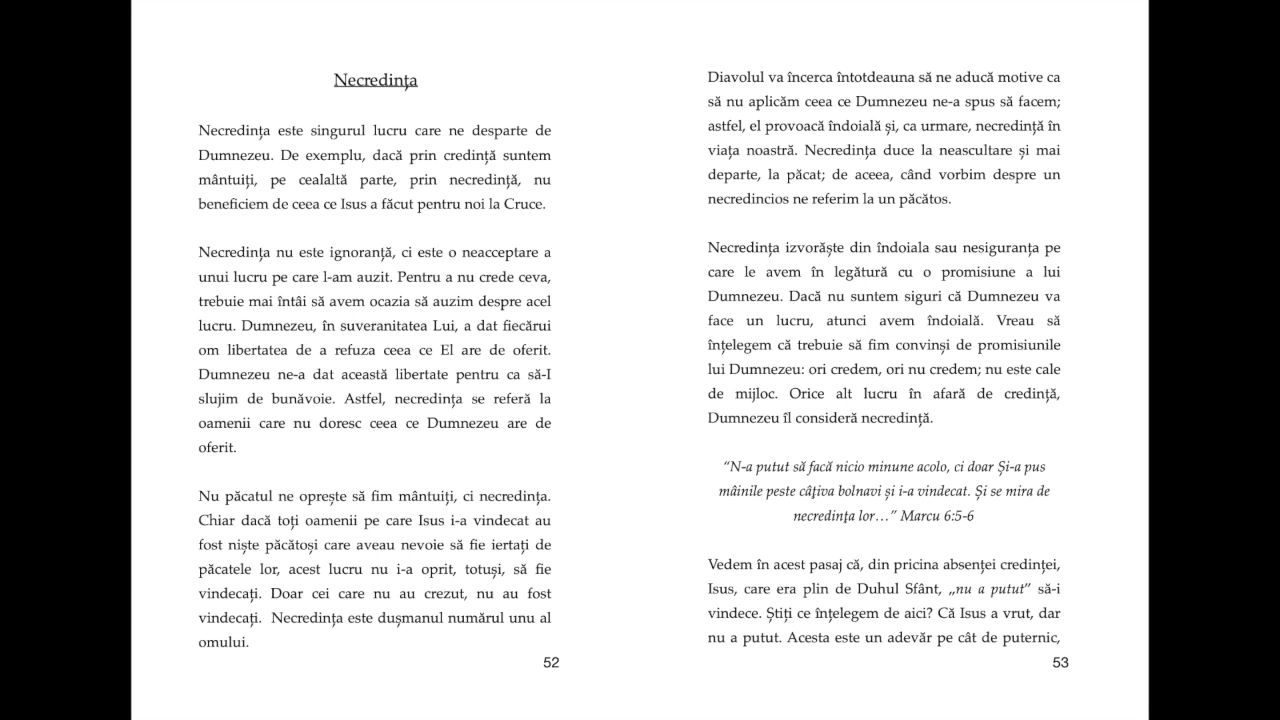 Necredința
Necredința este singurul lucru care ne desparte de
Dumnezeu. De exemplu, dacă prin credință suntem
mântuiți, pe cealaltă parte, prin necredință, nu
beneficiem de ceea ce Isus a făcut pentru noi la Cruce.
Necredința nu este ignoranță, ci este o neacceptare a
unui lucru pe care l-am auzit. Pentru a nu crede ceva,
trebuie mai întâi să avem ocazia să auzim despre acel
lucru. Dumnezeu, în suveranitatea Lui, a dat fiecărui
om libertatea de a refuza ceea ce El are de oferit.
Dumnezeu ne-a dat această libertate pentru ca să-I
slujim de bunăvoie. Astfel, necredința se referă la
oamenii care nu doresc ceea ce Dumnezeu are de
oferit.
Nu păcatul ne oprește să fim mântuiți, ci necredința.
Chiar dacă toți oamenii pe care Isus i-a vindecat au
fost niște păcătoși care aveau nevoie să fie iertați de
păcatele lor, acest lucru nu i-a oprit, totuși, să fie
vindecați. Doar cei care nu au crezut, nu au fost
vindecați. Necredința este dușmanul numărul unu al
omului.
52
Diavolul va încerca întotdeauna să ne aducă motive ca
să nu aplicăm ceea ce Dumnezeu ne-a spus să facem;
astfel, el provoacă îndoială și, ca urmare, necredință în
viața noastră. Necredința duce la neascultare și mai
departe, la păcat; de aceea, când vorbim despre un
necredincios ne referim la un păcătos.
Necredința izvorăște din îndoiala sau nesiguranța pe
care le avem în legătură cu o promisiune a lui
Dumnezeu. Dacă nu suntem siguri că Dumnezeu va
face un lucru, atunci avem îndoială. Vreau să
înțelegem că trebuie să fim convinși de promisiunile
lui Dumnezeu: ori credem, ori nu credem; nu este cale
de mijloc. Orice alt lucru în afară de credință,
Dumnezeu îl consideră necredință.
“N-a putut să facă nicio minune acolo, ci doar Și-a pus
mâinile peste câțiva bolnavi și i-a vindecat. Și se mira de
necredința lor…” Marcu 6:5-6
Vedem în acest pasaj că, din pricina absenței credinței,
Isus, care era plin de Duhul Sfânt, „nu a putut” să-i
vindece. Știți ce înțelegem de aici? Că Isus a vrut, dar
nu a putut. Acesta este un adevăr pe cât de puternic,
53